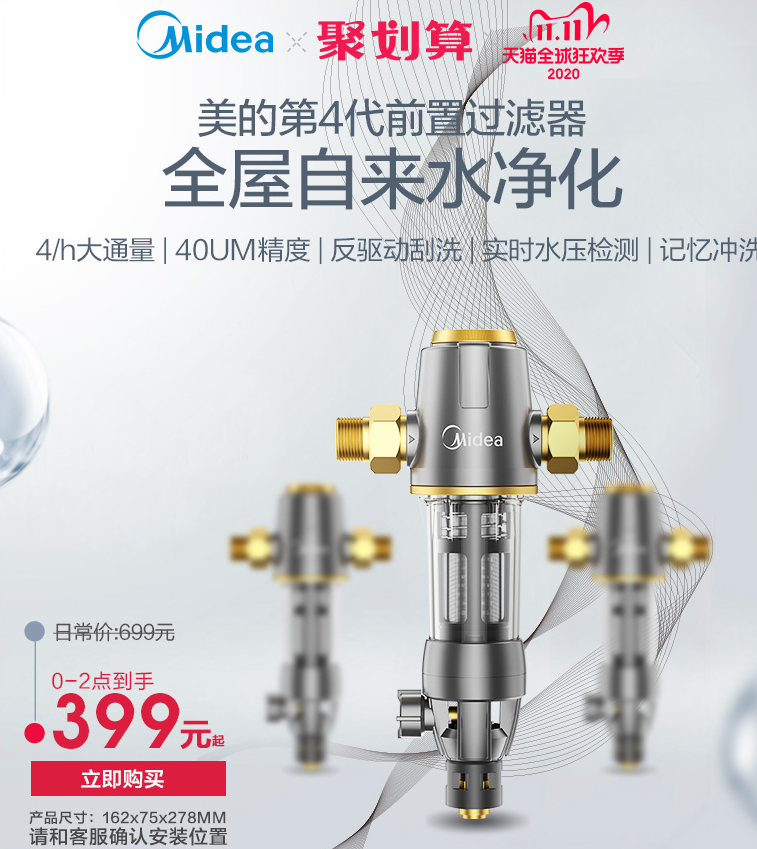 Midea × 聚划算 11.11
天猫全球狂欢季
2020
美的第4代前置过滤器
全屋自来水净化
4/h大通量 | 40UM精度 | 反驱动刮洗 | 实时水压检测 | 记忆冲洗
Midea
日常价:699元
0-2点到手
399元起
立即购买
产品尺寸：162x75x278MM
请和客服确认安装位置